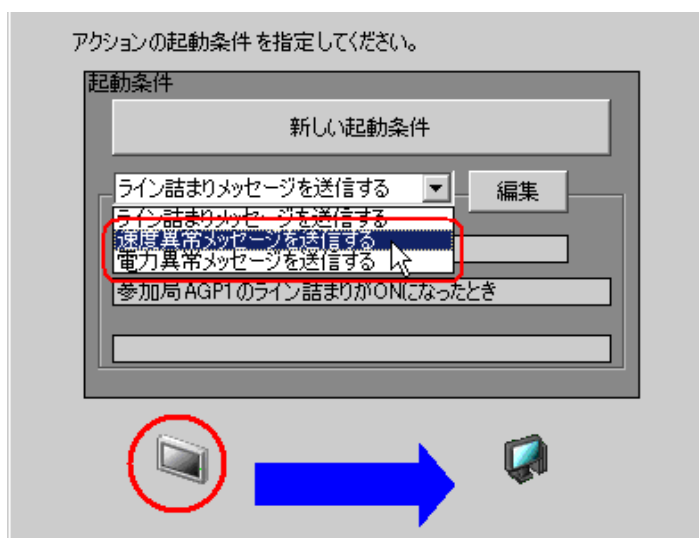 アクションの起動条件を指定してください。
起動条件
新しい起動条件
ライン詰まりメッセージを送信する
編集
ライン詰まりメッセージを送信する
速度異常メッセージを送信する
電力異常メッセージを送信する
参加局AGP1のライン詰まりがONになったとき